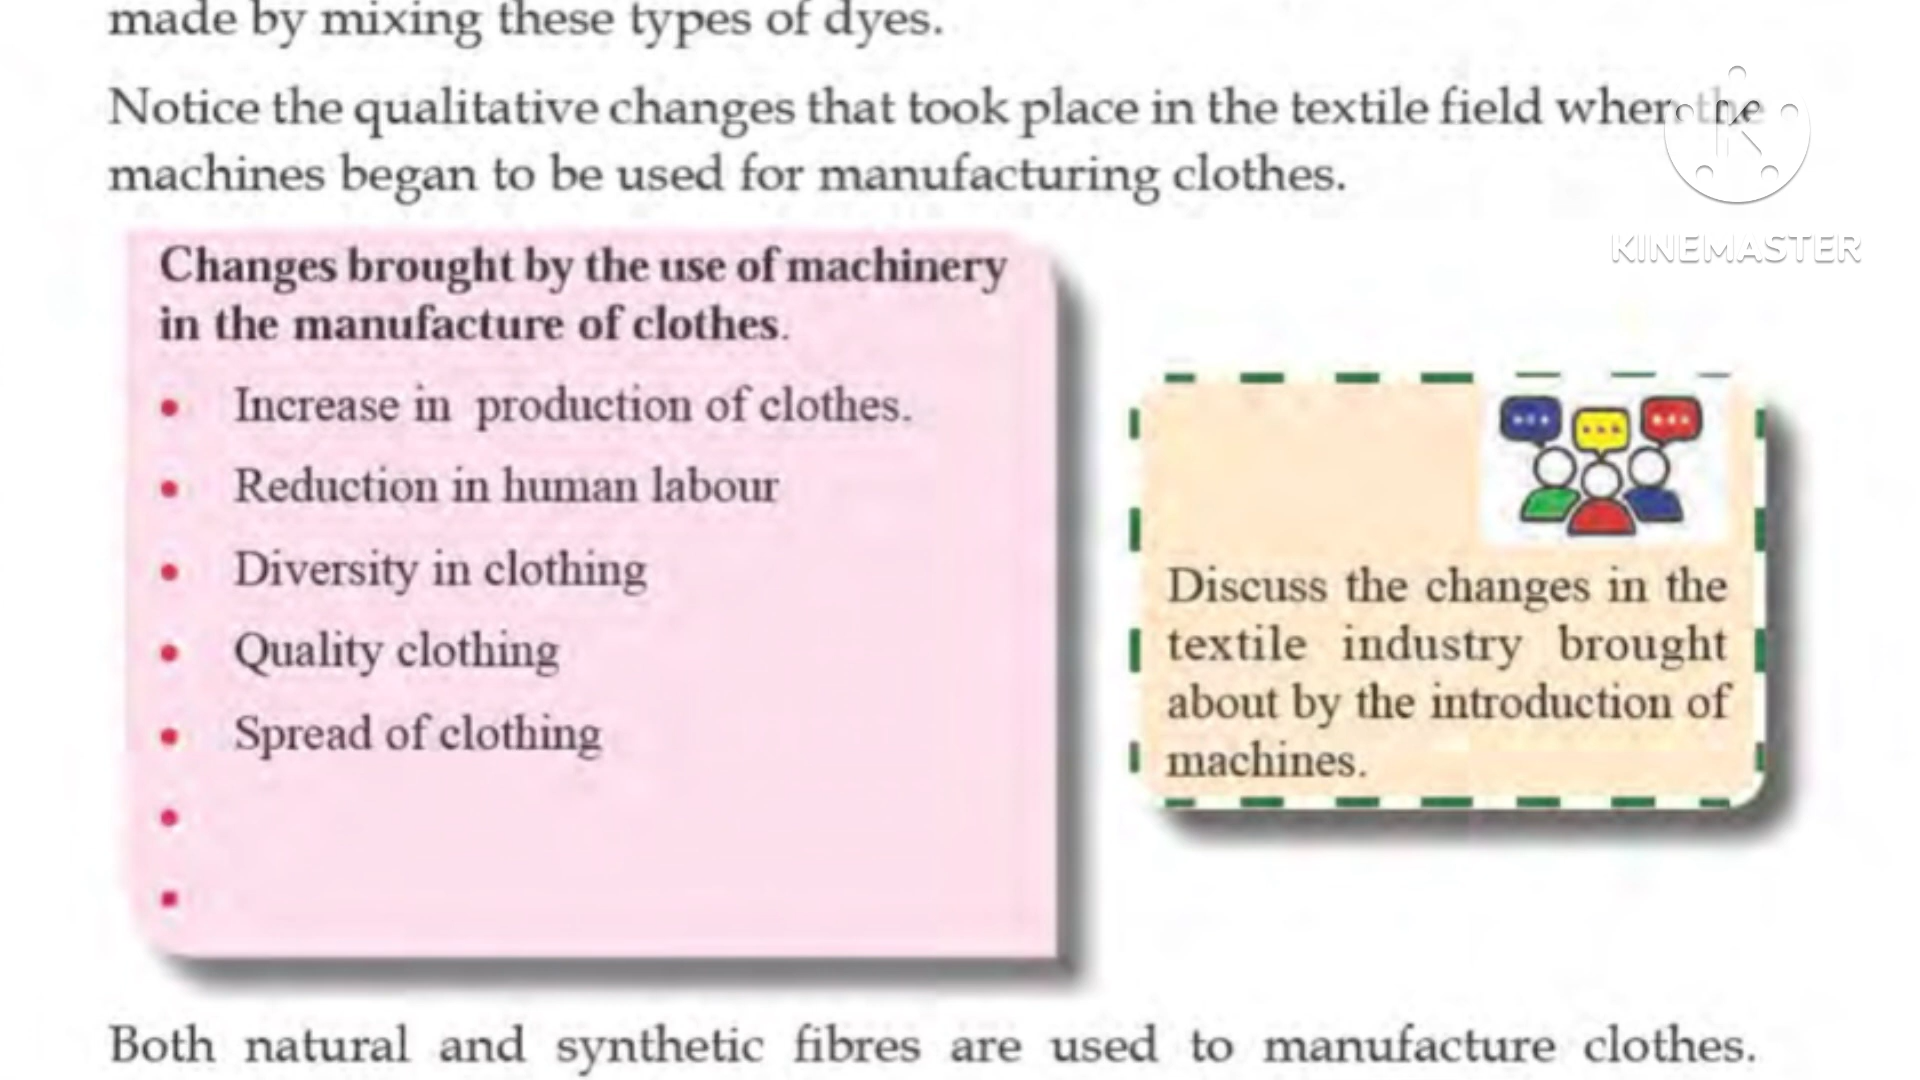 made by mixing these types of dyes.
Notice the qualitative changes that took place in the textile field when the
machines began to be used for manufacturing clothes.
KINEMASTER
Changes brought by the use of machinery
in the manufacture of clothes.
• Increase in production of clothes.
• Reduction in human labour
• Diversity in clothing
• Quality clothing
• Spread of clothing
•
•
Discuss the changes in the
textile industry brought
about by the introduction of
machines.
Both natural and synthetic fibres are used to manufacture clothes.